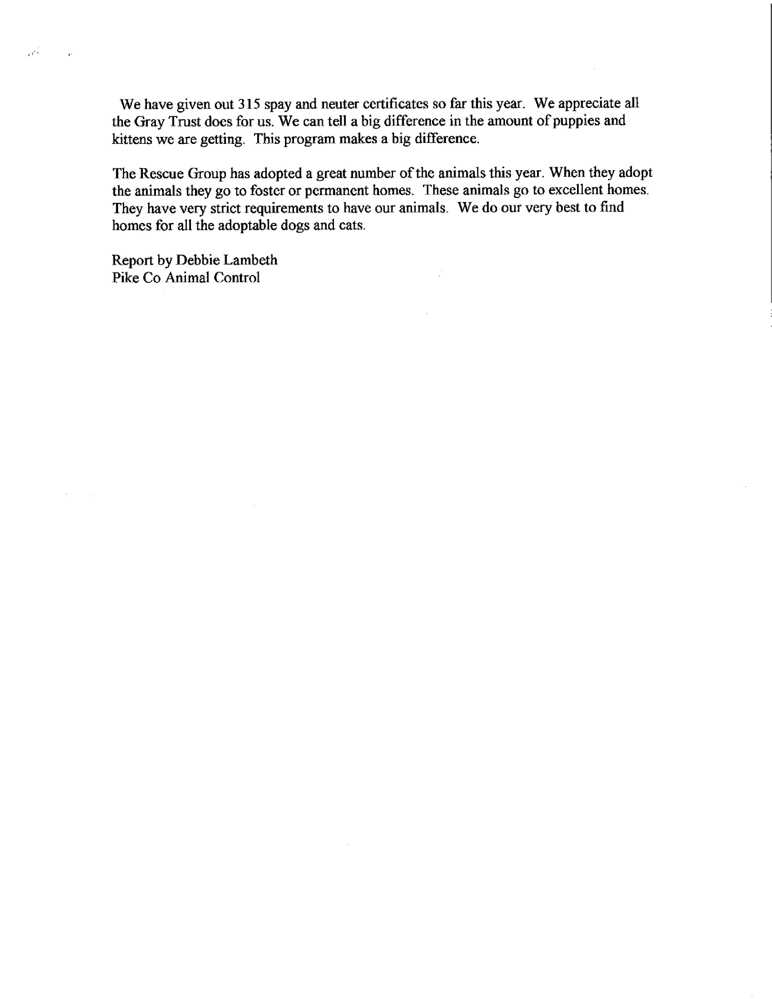 We have given out 315 spay and neuter certificates so far this year. We appreciate all
the Gray Trust does for us. We can tell a big difference in the amount of puppies and
kittens we are getting. This program makes a big difference.
The Rescue Group has adopted a great number of the animals this year. When they adopt
the animals they go to foster or permanent homes. These animals go to excellent homes.
They have very strict requirements to have our animals. We do our very best to find
homes for all the adoptable dogs and cats.
Report by Debbie Lambeth
Pike Co Animal Control